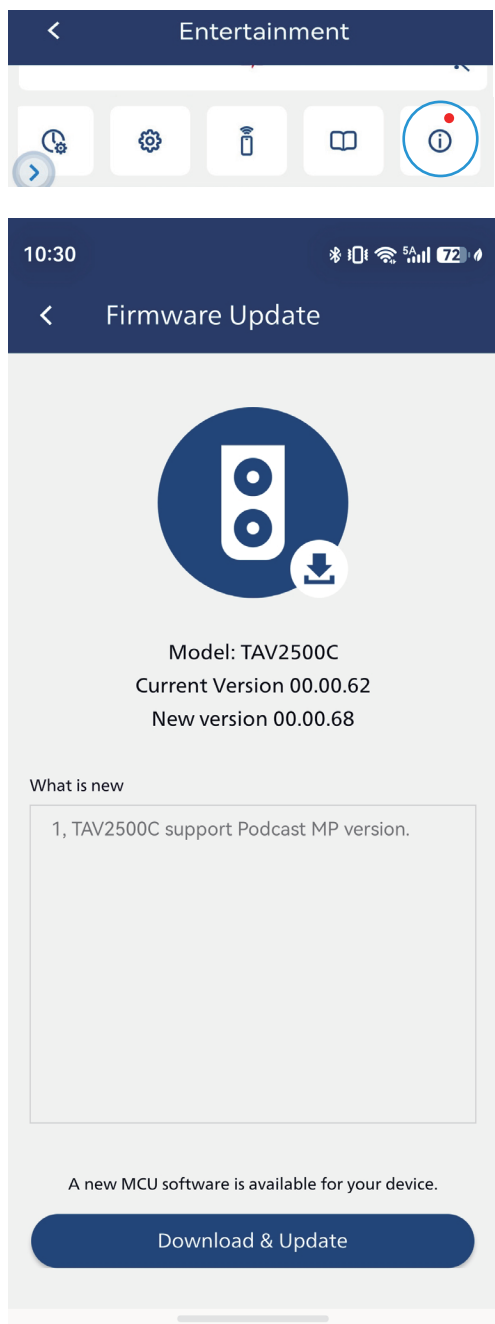 Entertainment
10:30
5A
72
Firmware Update
Model: TAV2500C
Current Version 00.00.62
New version 00.00.68
What is new
1, TAV2500C support Podcast MP version.
A new MCU software is available for your device.
Download & Update